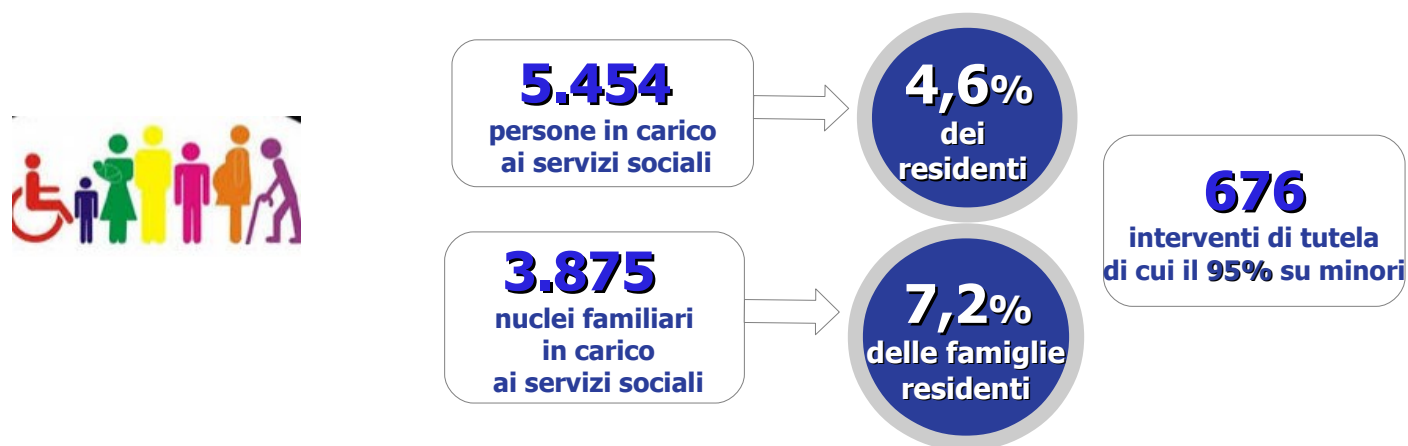 5.454
persone in carico
ai servizi sociali
4,6%
dei
residenti
3.875
nuclei familiari
in carico
ai servizi sociali
7,2%
delle famiglie
residenti
676
interventi di tutela
di cui il 95% su minori